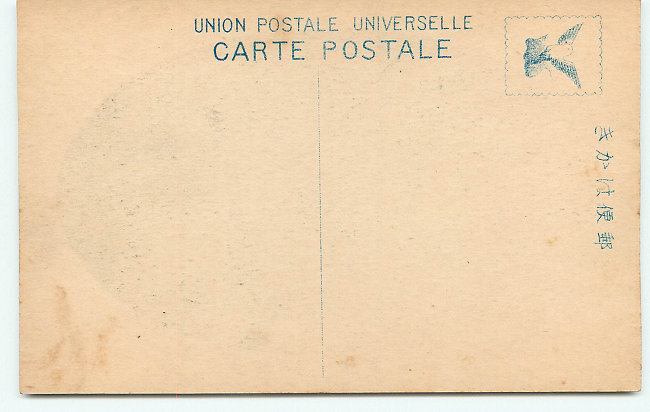 UNION POSTALE UNIVERSELLE
CARTE POSTALE
郵便はかき